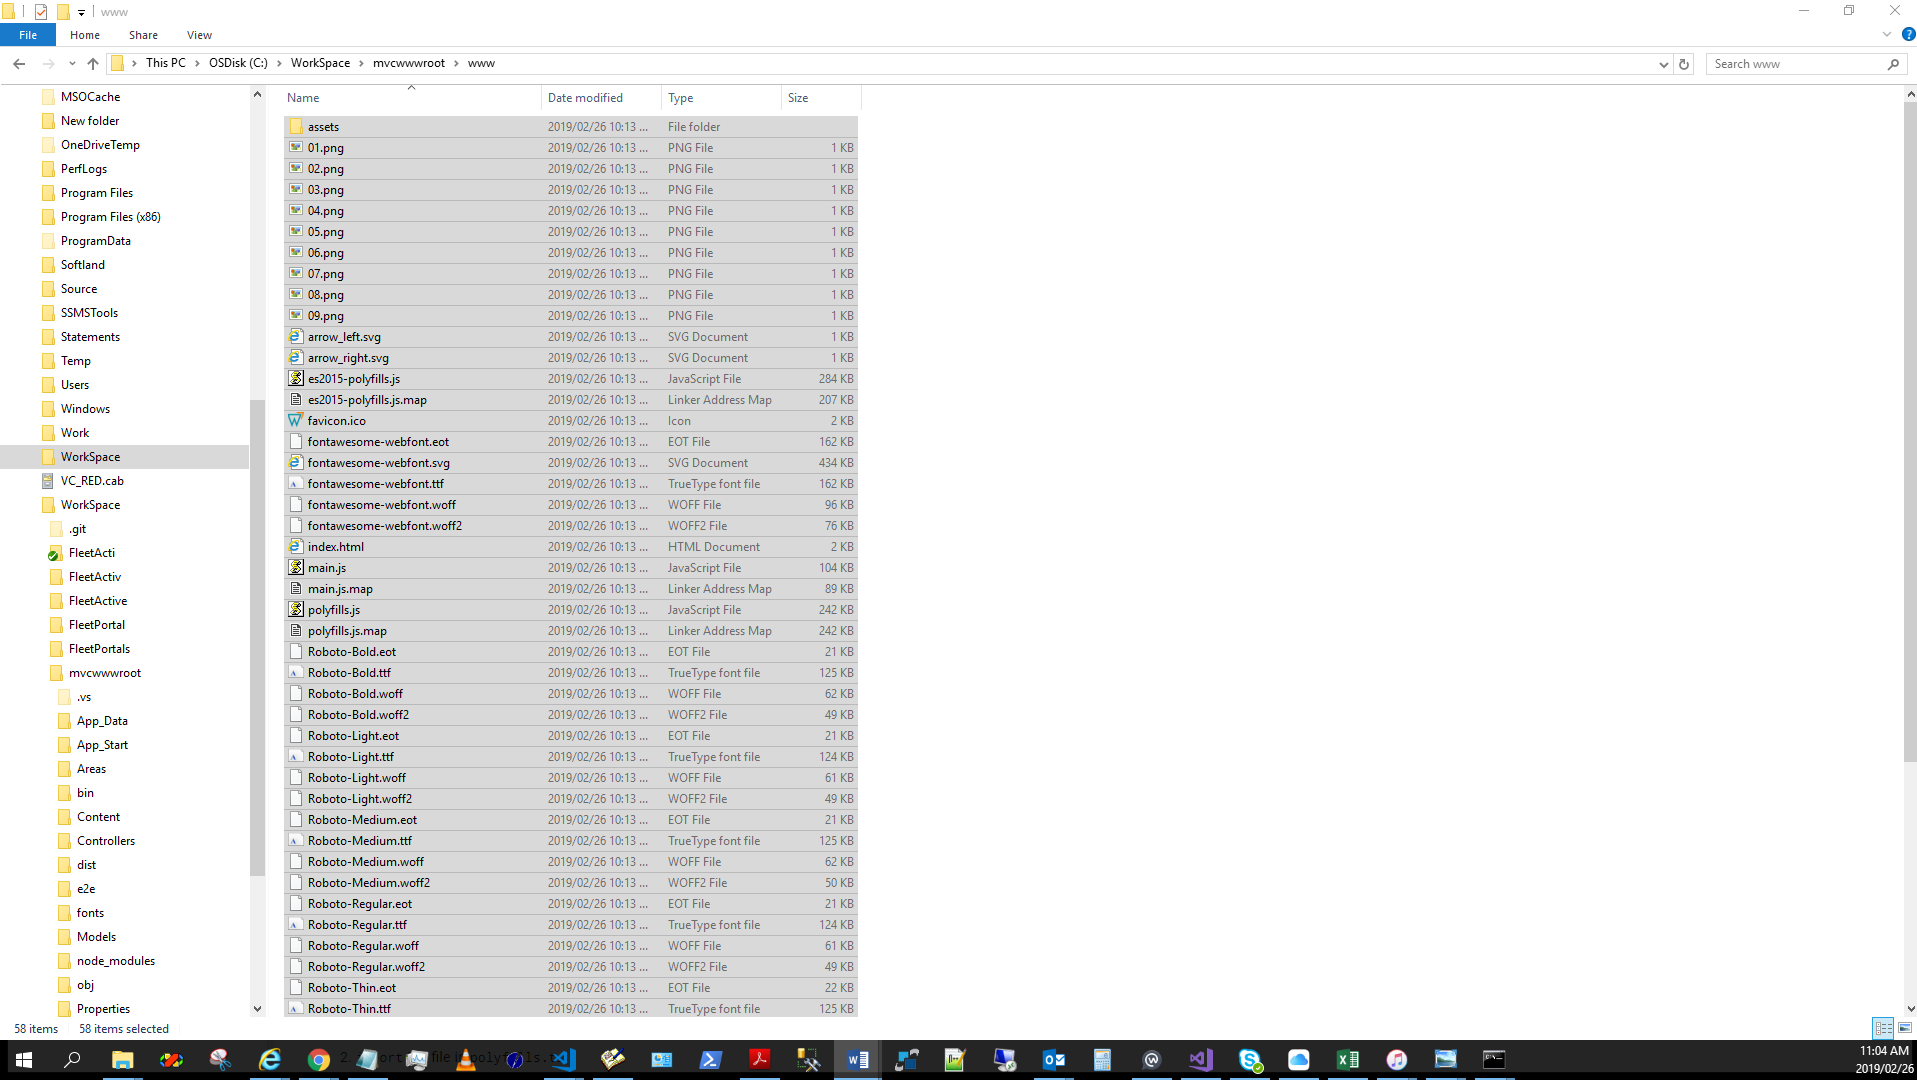 www
File Home Share View
This PC OSDisk (C:) WorkSpace mvcwwwroot www Search www
MSOCache
New folder
OneDriveTemp
PerfLogs
Program Files
Program Files (x86)
ProgramData
Softland
Source
SSMSTools
Statements
Temp
Users
Windows
Work
WorkSpace
VC_RED.cab
WorkSpace
.git
FleetActi
FleetActiv
FleetActive
FleetPortal
FleetPortals
mvcwwwroot
.vs
App_Data
App_Start
Areas
bin
Content
Controllers
dist
e2e
fonts
Models
node_modules
obj
Properties
Name Date modified Type Size
assets 2019/02/26 10:13 ... File folder
01.png 2019/02/26 10:13 ... PNG File 1 KB
02.png 2019/02/26 10:13 ... PNG File 1 KB
03.png 2019/02/26 10:13 ... PNG File 1 KB
04.png 2019/02/26 10:13 ... PNG File 1 KB
05.png 2019/02/26 10:13 ... PNG File 1 KB
06.png 2019/02/26 10:13 ... PNG File 1 KB
07.png 2019/02/26 10:13 ... PNG File 1 KB
08.png 2019/02/26 10:13 ... PNG File 1 KB
09.png 2019/02/26 10:13 ... PNG File 1 KB
arrow_left.svg 2019/02/26 10:13 ... SVG Document 1 KB
arrow_right.svg 2019/02/26 10:13 ... SVG Document 1 KB
es2015-polyfills.js 2019/02/26 10:13 ... JavaScript File 284 KB
es2015-polyfills.js.map 2019/02/26 10:13 ... Linker Address Map 207 KB
favicon.ico 2019/02/26 10:13 ... Icon 2 KB
fontawesome-webfont.eot 2019/02/26 10:13 ... EOT File 162 KB
fontawesome-webfont.svg 2019/02/26 10:13 ... SVG Document 434 KB
fontawesome-webfont.ttf 2019/02/26 10:13 ... TrueType font file 162 KB
fontawesome-webfont.woff 2019/02/26 10:13 ... WOFF File 96 KB
fontawesome-webfont.woff2 2019/02/26 10:13 ... WOFF2 File 76 KB
index.html 2019/02/26 10:13 ... HTML Document 2 KB
main.js 2019/02/26 10:13 ... JavaScript File 104 KB
main.js.map 2019/02/26 10:13 ... Linker Address Map 89 KB
polyfills.js 2019/02/26 10:13 ... JavaScript File 242 KB
polyfills.js.map 2019/02/26 10:13 ... Linker Address Map 242 KB
Roboto-Bold.eot 2019/02/26 10:13 ... EOT File 21 KB
Roboto-Bold.ttf 2019/02/26 10:13 ... TrueType font file 125 KB
Roboto-Bold.woff 2019/02/26 10:13 ... WOFF File 62 KB
Roboto-Bold.woff2 2019/02/26 10:13 ... WOFF2 File 49 KB
Roboto-Light.eot 2019/02/26 10:13 ... EOT File 21 KB
Roboto-Light.ttf 2019/02/26 10:13 ... TrueType font file 124 KB
Roboto-Light.woff 2019/02/26 10:13 ... WOFF File 61 KB
Roboto-Light.woff2 2019/02/26 10:13 ... WOFF2 File 49 KB
Roboto-Medium.eot 2019/02/26 10:13 ... EOT File 21 KB
Roboto-Medium.ttf 2019/02/26 10:13 ... TrueType font file 125 KB
Roboto-Medium.woff 2019/02/26 10:13 ... WOFF File 62 KB
Roboto-Medium.woff2 2019/02/26 10:13 ... WOFF2 File 50 KB
Roboto-Regular.eot 2019/02/26 10:13 ... EOT File 21 KB
Roboto-Regular.ttf 2019/02/26 10:13 ... TrueType font file 124 KB
Roboto-Regular.woff 2019/02/26 10:13 ... WOFF File 61 KB
Roboto-Regular.woff2 2019/02/26 10:13 ... WOFF2 File 49 KB
Roboto-Thin.eot 2019/02/26 10:13 ... EOT File 22 KB
Roboto-Thin.ttf 2019/02/26 10:13 ... TrueType font file 125 KB
58 items 58 items selected
11:04 AM
2019/02/26